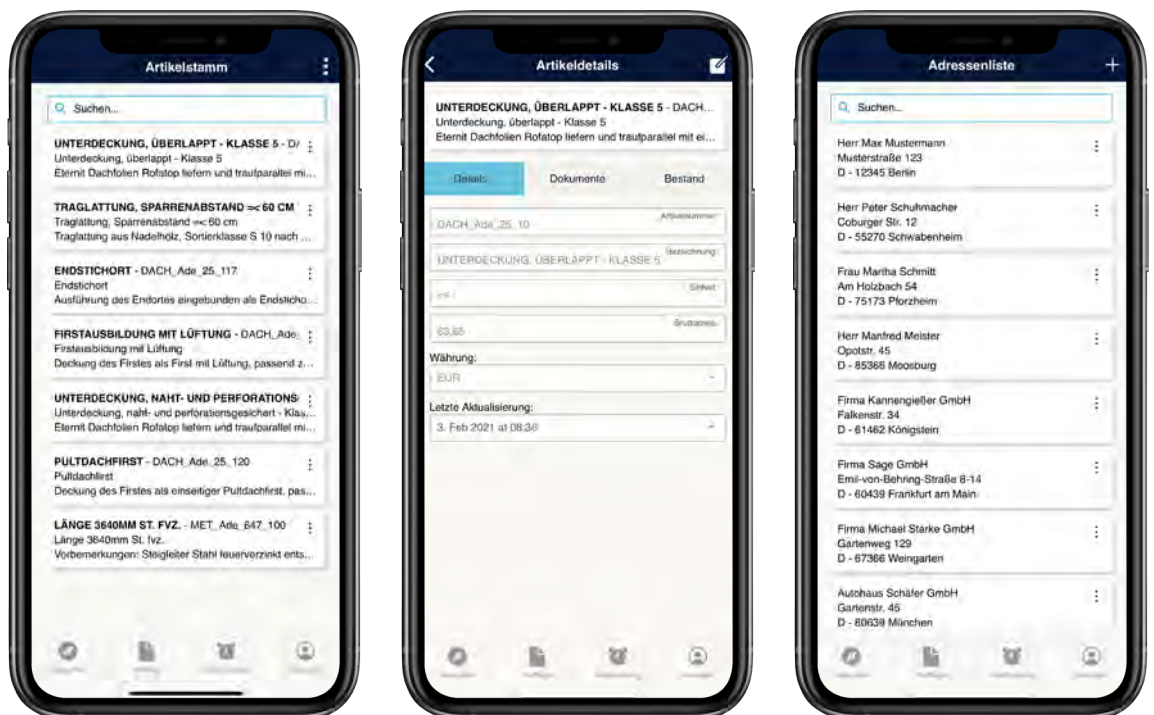 Artikelstamm
Suchen...
UNTERDECKUNG, ÜBERLAPPT - KLASSE 5 - D/
Unterdeckung, überlappt - Klasse 5
Eternit Dachfolien Rofatop liefern und traufparallel mi...
TRAGLATTUNG, SPARRENABSTAND =< 60 CM
Traglattung, Sparrenabstand =< 60 cm
Traglattung aus Nadelholz, Sortierklasse S 10 nach ...
ENDSTICHORT - DACH_Ade_25_117
Endstichort
Ausführung des Endortes eingebunden als Endsticho...
FIRSTAUSBILDUNG MIT LÜFTUNG - DACH_Ade_
Firstausbildung mit Lüftung
Deckung des Firstes als First mit Lüftung, passend z...
UNTERDECKUNG, NAHT- UND PERFORATIONS
Unterdeckung, naht- und perforationsgesichert - Klas...
Eternit Dachfolien Rofatop liefern und traufparallel mi...
PULTDACHFIRST - DACH_Ade_25_120
Pultdachfirst
Deckung des Firstes als einseitiger Pultdachfirst, pas...
LÄNGE 3640MM ST. FVZ. - MET_Ade_647_100
Länge 3640mm St. fvz.
Vorbemerkungen: Steigleiter Stahl feuerverzinkt ents...
Artikeldetails
UNTERDECKUNG, ÜBERLAPPT - KLASSE 5 - DACH...
Unterdeckung, überlappt - Klasse 5
Eternit Dachfolien Rofatop liefern und traufparallel mit ei...
Details
Dokumente
Bestand
Artikelnummer
DACH_Ade_25_10
Bezeichnung
UNTERDECKUNG, ÜBERLAPPT - KLASSE 5
Einheit
Bruttopreis
63,65
Währung:
EUR
Letzte Aktualisierung:
3. Feb 2021 at 08:36
Adressenliste
Suchen...
Herr Max Mustermann
Musterstraße 123
D - 12345 Berlin
Herr Peter Schuhmacher
Coburger Str. 12
D - 55270 Schwabenheim
Frau Martha Schmitt
Am Holzbach 54
D - 75173 Pforzheim
Herr Manfred Meister
Opotstr. 45
D - 85368 Moosburg
Firma Kannengießer GmbH
Falkenstr. 34
D - 61462 Königstein
Firma Sage GmbH
Emil-von-Behring-Straße 8-14
D - 60439 Frankfurt am Main
Firma Michael Starke GmbH
Gartenweg 129
D - 67366 Weingarten
Autohaus Schäfer GmbH
Gartenstr. 45
D - 80639 München